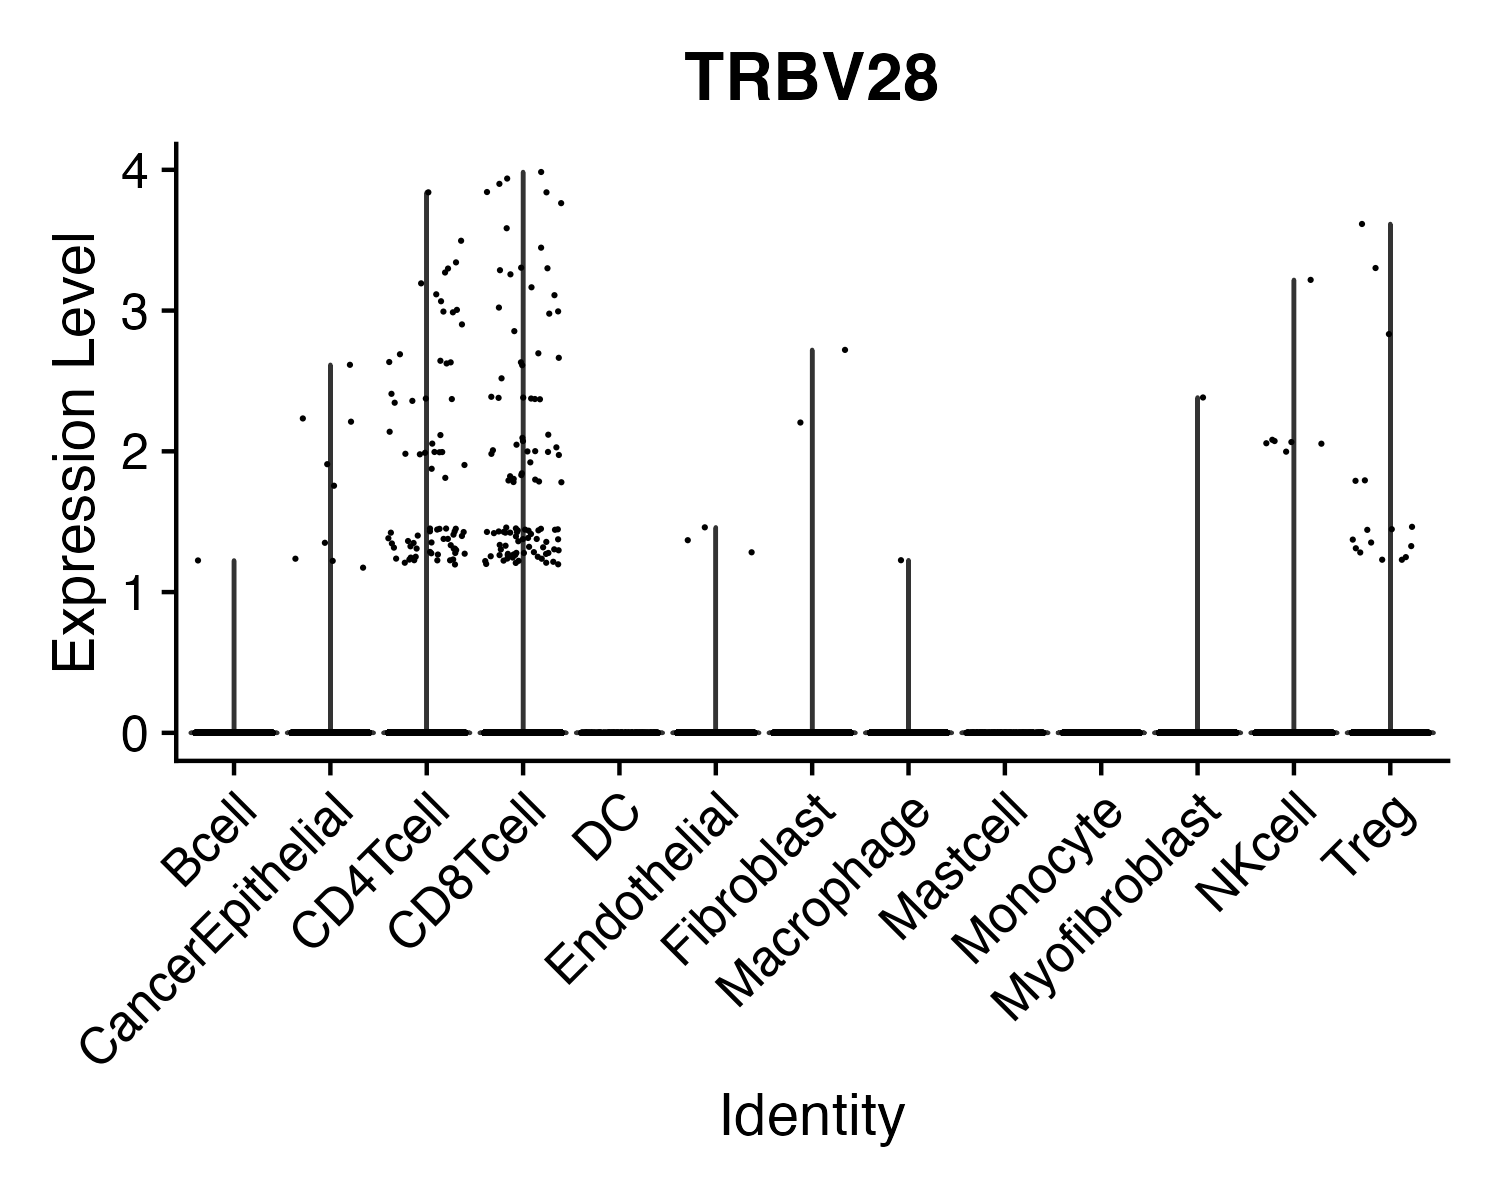 TRBV28
Expression Level
4
3
2
1
0
Bcell
CancerEpithelial
CD4Tcell
CD8Tcell
DC
Endothelial
Fibroblast
Macrophage
Mastcell
Monocyte
Myofibroblast
NKcell
Treg
Identity